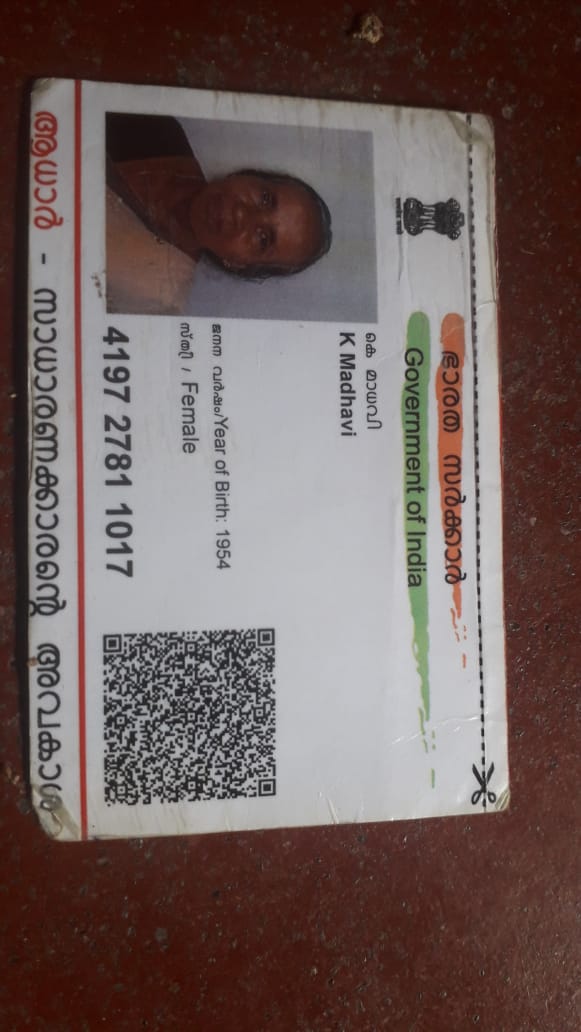 ഭാരത സർക്കാർ
Government of India
കെ മാധവി
K Madhavi
ജനന വർഷം/Year of Birth: 1954
സ്ത്രീ / Female
4197 2781 1017
ആധാർ - സാധാരണക്കാരന്റെ അവകാശം